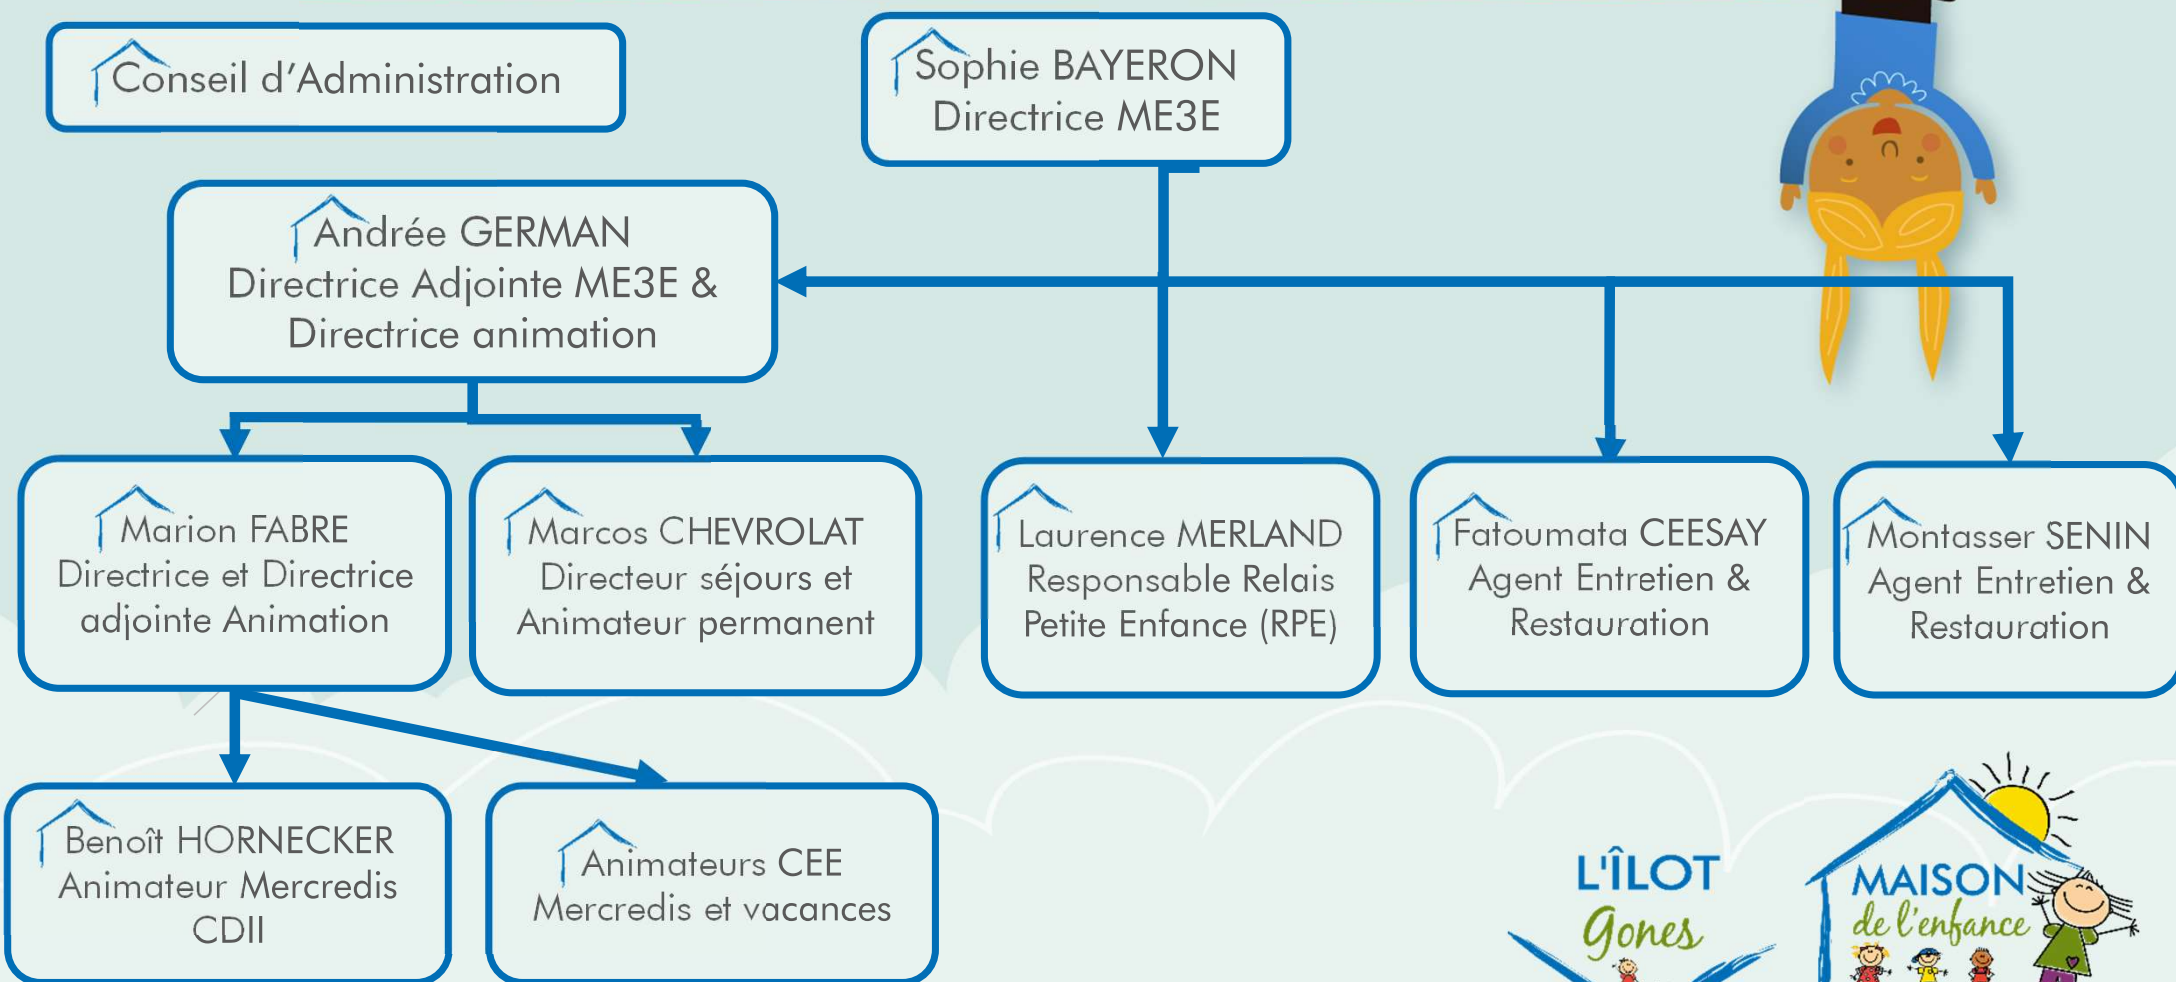 Conseil d'Administration
Sophie BAYERON
Directrice ME3E
Andrée GERMAN
Directrice Adjointe ME3E &
Directrice animation
Marion FABRE
Directrice et Directrice
adjointe Animation
Marcos CHEVROLAT
Directeur séjours et
Animateur permanent
Laurence MERLAND
Responsable Relais
Petite Enfance (RPE)
Fatoumata CEESAY
Agent Entretien &
Restauration
Montasser SENIN
Agent Entretien &
Restauration
Benoît HORNECKER
Animateur Mercredis
CDII
Animateurs CEE
Mercredis et vacances
L'ÎLOT
Gones
MAISON
de l'enfance